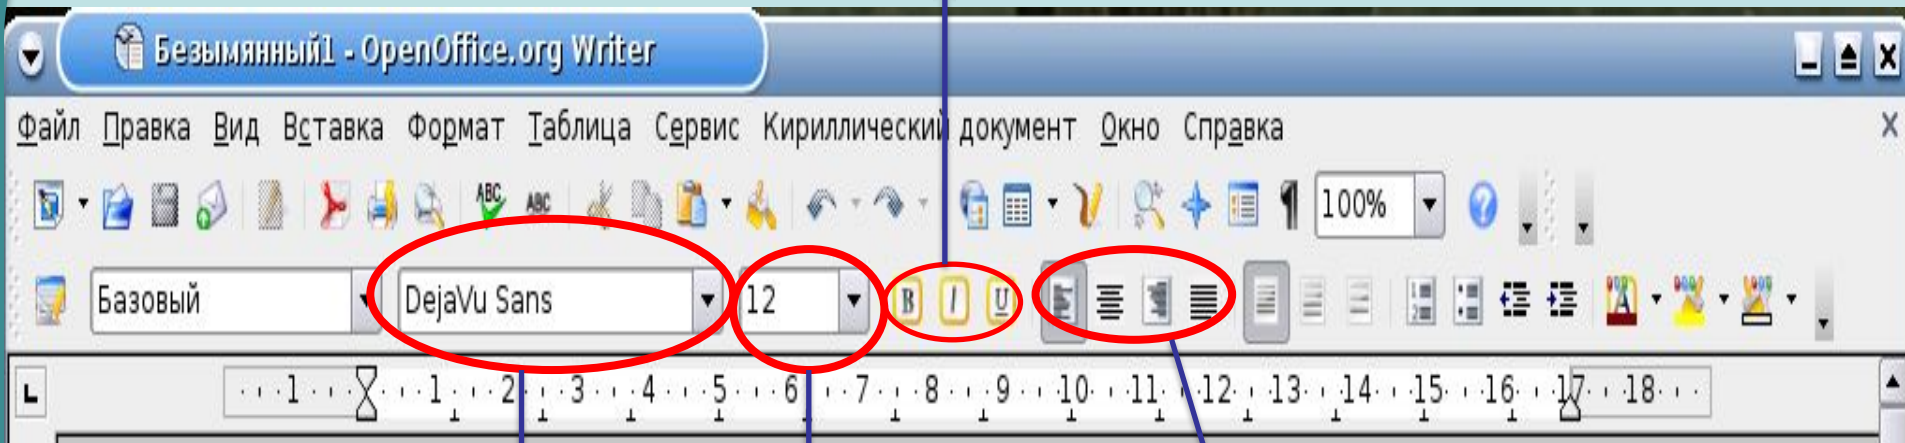 Безымянный1 - OpenOffice.org Writer
Файл Правка Вид Вставка Формат Таблица Сервис Кириллический документ Окно Справка
ABC ABC 100%
Базовый DejaVu Sans 12 B I U A
1 1 2 3 4 5 6 7 8 9 10 11 12 13 14 15 16 17 18